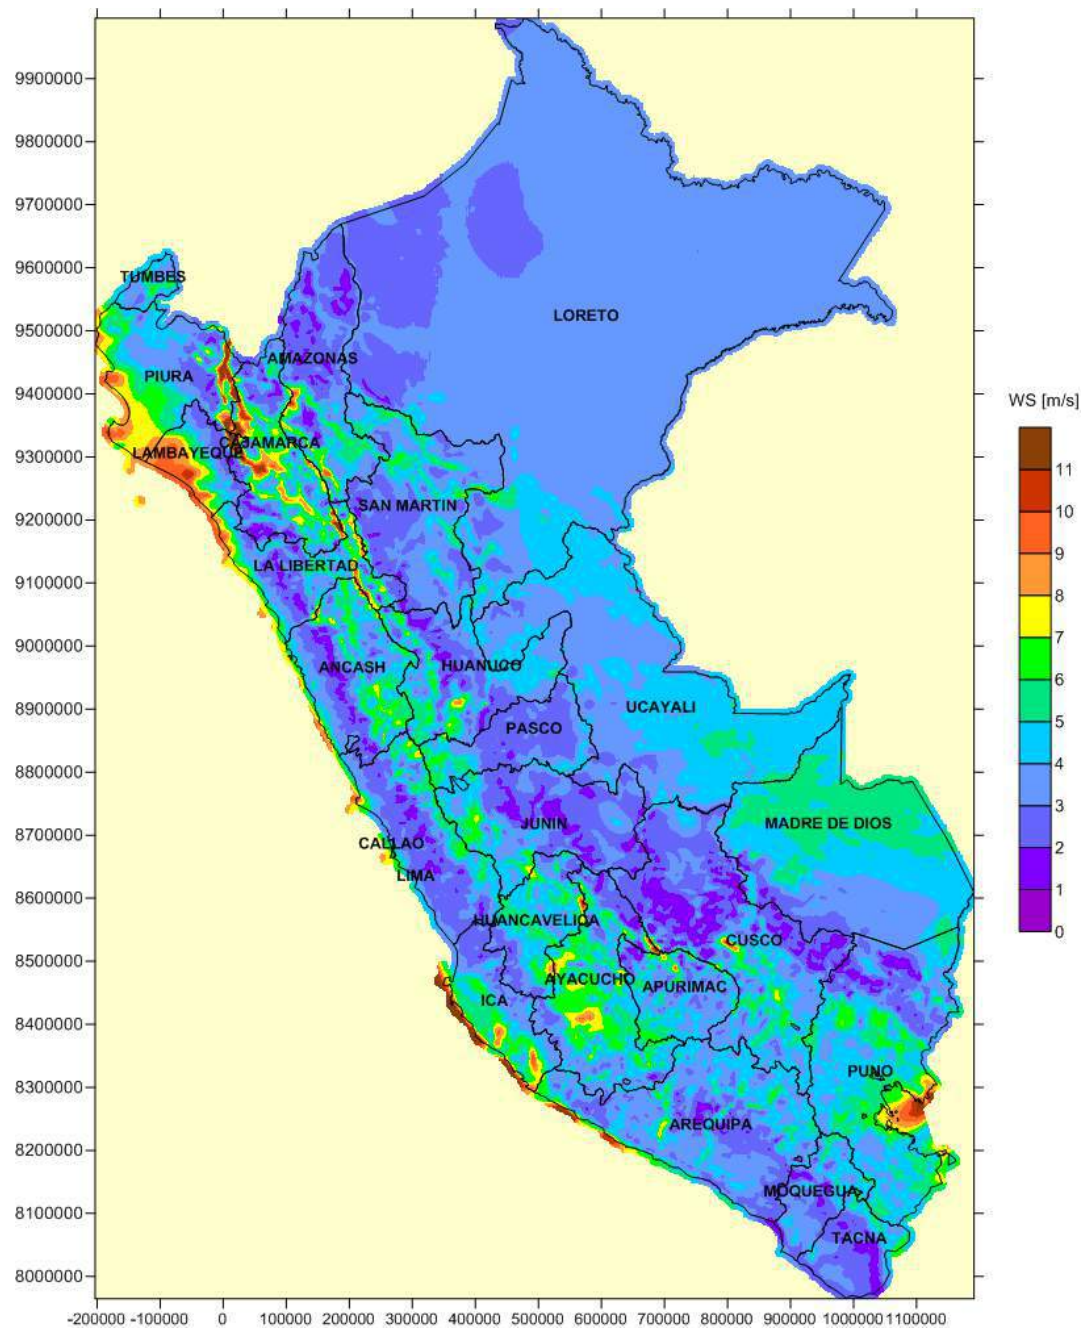 9900000
9800000
9700000
9600000
9500000
9400000
9300000
9200000
9100000
9000000
8900000
8800000
8700000
8600000
8500000
8400000
8300000
8200000
8100000
8000000
TUMBES
LORETO
AMAZONAS
PIURA
CAJAMARCA
LAMBAYEQUE
SAN MARTIN
LA LIBERTAD
ANCASH
HUANUCO
UCAYALI
PASCO
JUNIN
MADRE DE DIOS
CALLAO
LIMA
HUANCAVELICA
CUSCO
AYACUCHO
APURIMAC
ICA
PUNO
AREQUIPA
MOQUEGUA
TACNA
WS [m/s]
11
10
9
8
7
6
5
4
3
2
1
0
-200000 -100000 0 100000 200000 300000 400000 500000 600000 700000 800000 900000 1000000 1100000